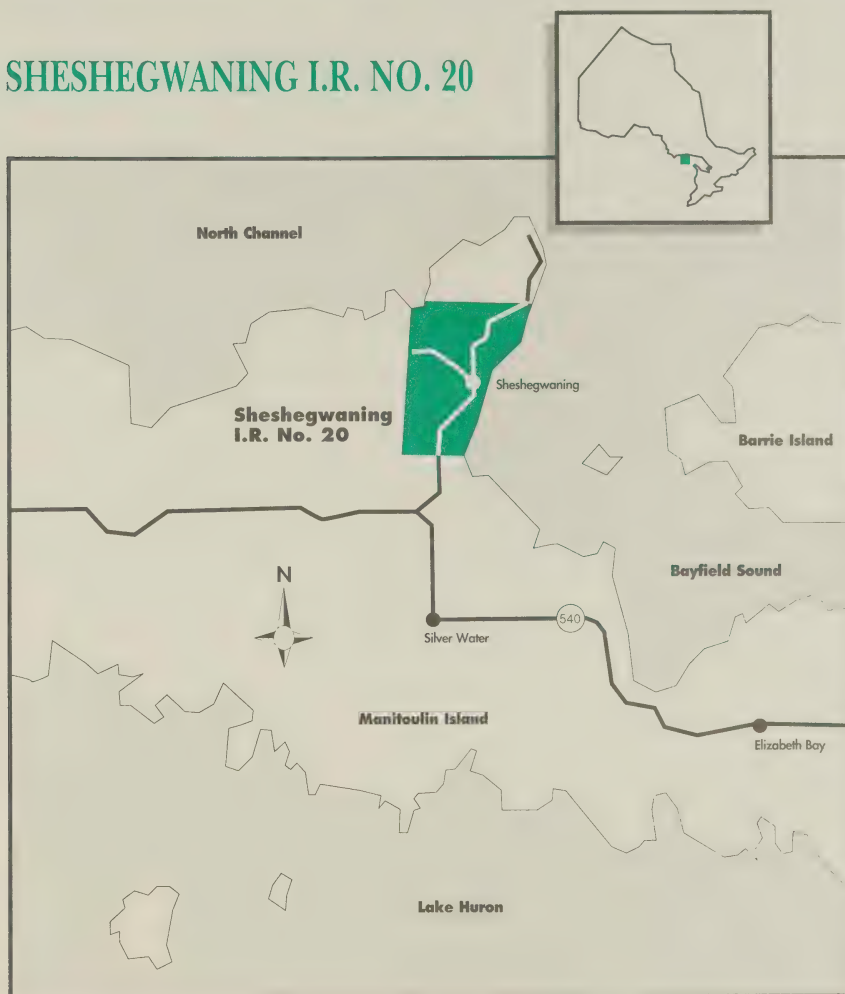 SHESHEGWANING I.R. NO. 20
North Channel
Sheshegwaning
Sheshegwaning
I.R. No. 20
Barrie Island
Bayfield Sound
N
540
Silver Water
Manitoulin Island
Elizabeth Bay
Lake Huron